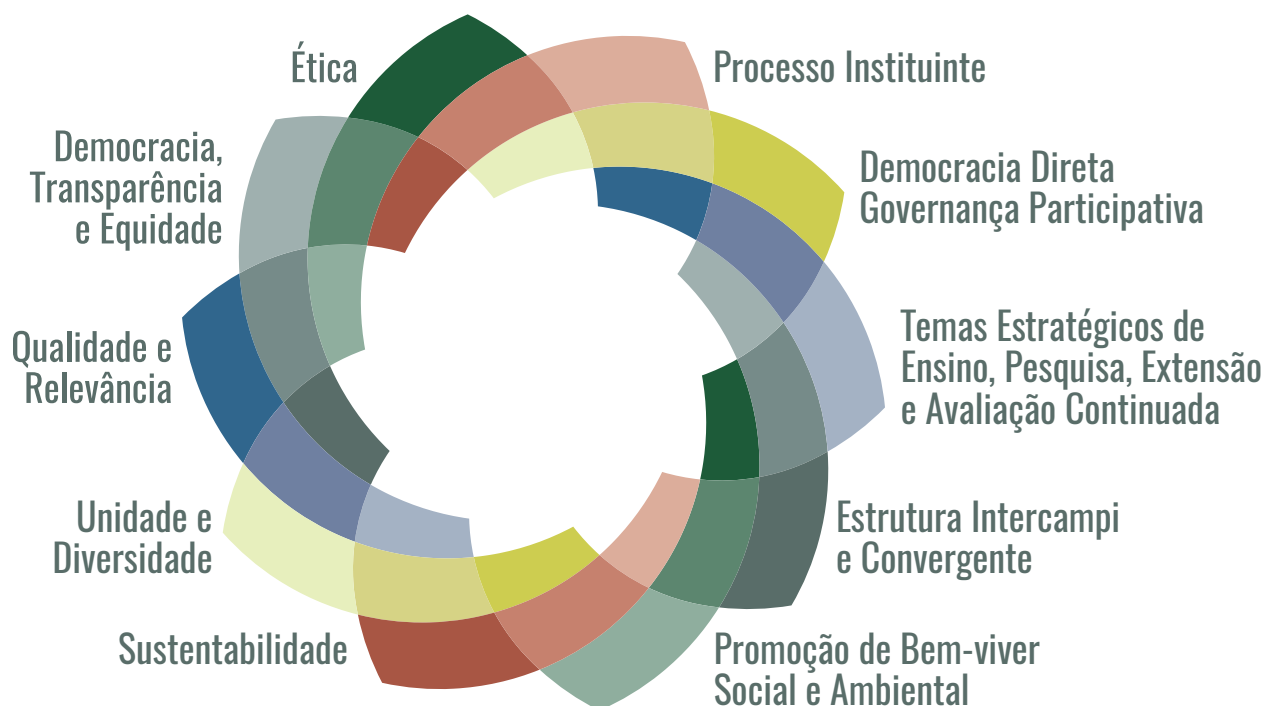 Ética
Processo Instituinte
Democracia,
Transparência
e Equidade
Democracia Direta
Governança Participativa
Qualidade e
Relevância
Temas Estratégicos de
Ensino, Pesquisa, Extensão
e Avaliação Continuada
Unidade e
Diversidade
Estrutura Intercampi
e Convergente
Sustentabilidade
Promoção de Bem-viver
Social e Ambiental